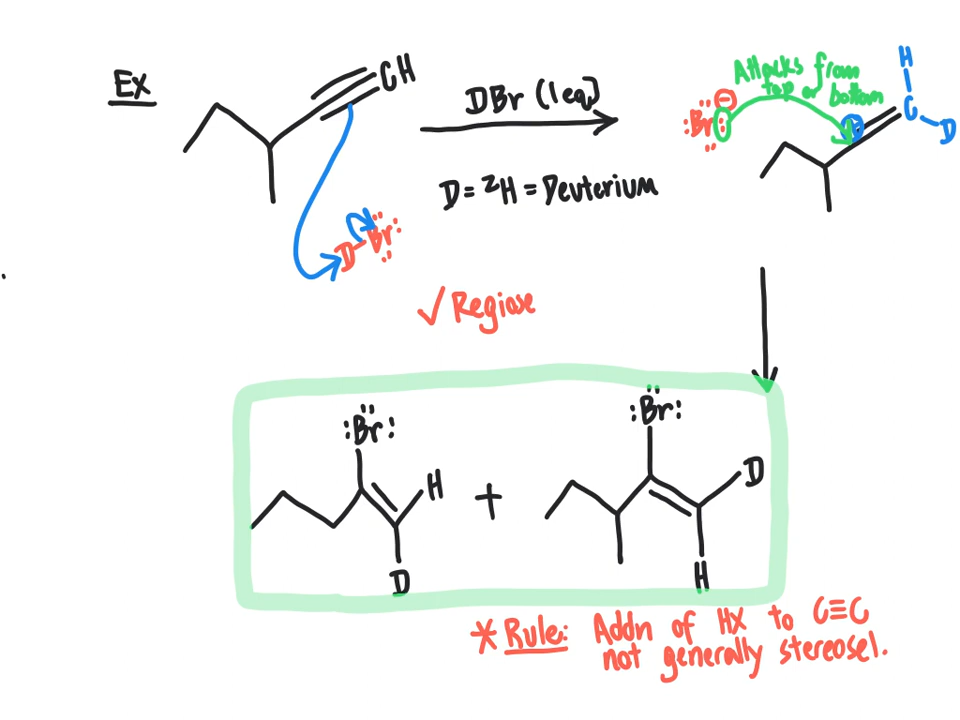 Ex
CH
DBr (1eq)
D = ²H = Deuterium
D-Br:
Attacks from
top or bottom
:Br:
⊖
⊕
H
C
D
✓ Regiose
:Br:
H
D
+
:Br:
D
H
* Rule: Addn of HX to C≡C
not generally stereosel.